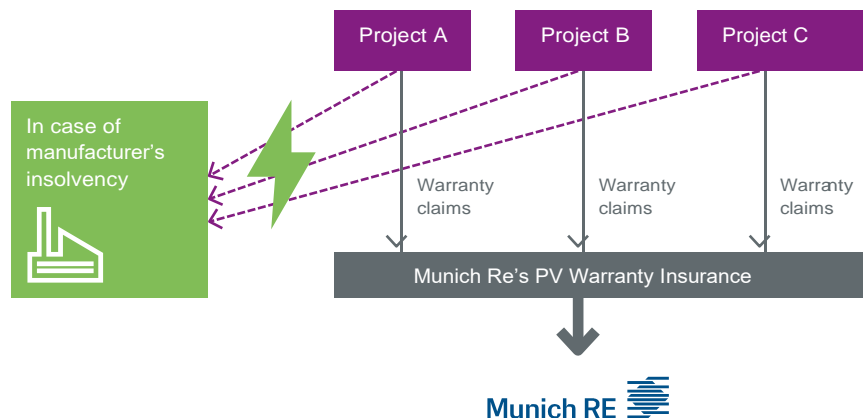 Project A
Project B
Project C
In case of
manufacturer's
insolvency
Warranty
claims
Warranty
claims
Warranty
claims
Munich Re's PV Warranty Insurance
Munich RE